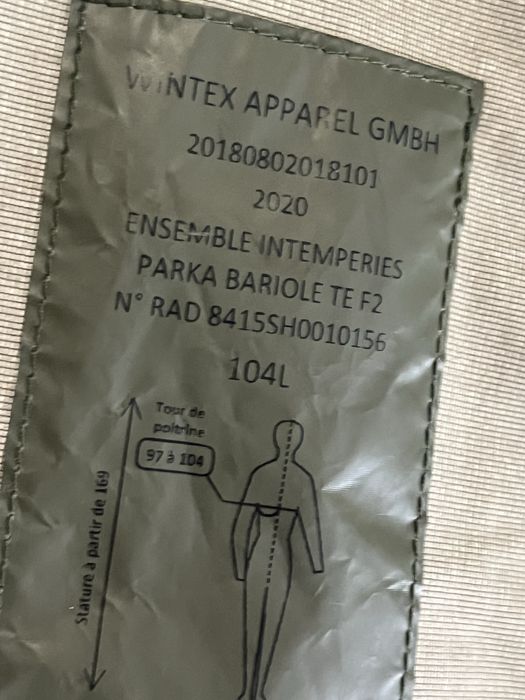 WINTEX APPAREL GMBH
20180802018101
2020
ENSEMBLE INTEMPERIES
PARKA BARIOLE TE F2
N° RAD 8415SH0010156
104L
Tour de
poitrine
97 à 104
Stature à partir de 169